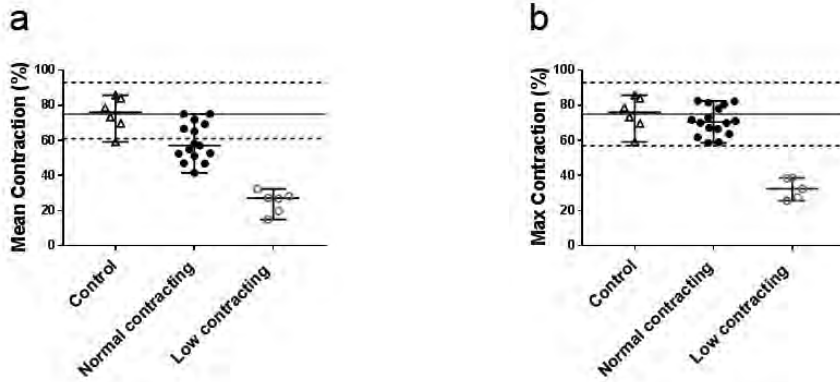 a
Mean Contraction (%)
100
80
60
40
20
0
Control
Normal contracting
Low contracting
b
Max Contraction (%)
100
80
60
40
20
0
Control
Normal contracting
Low contracting